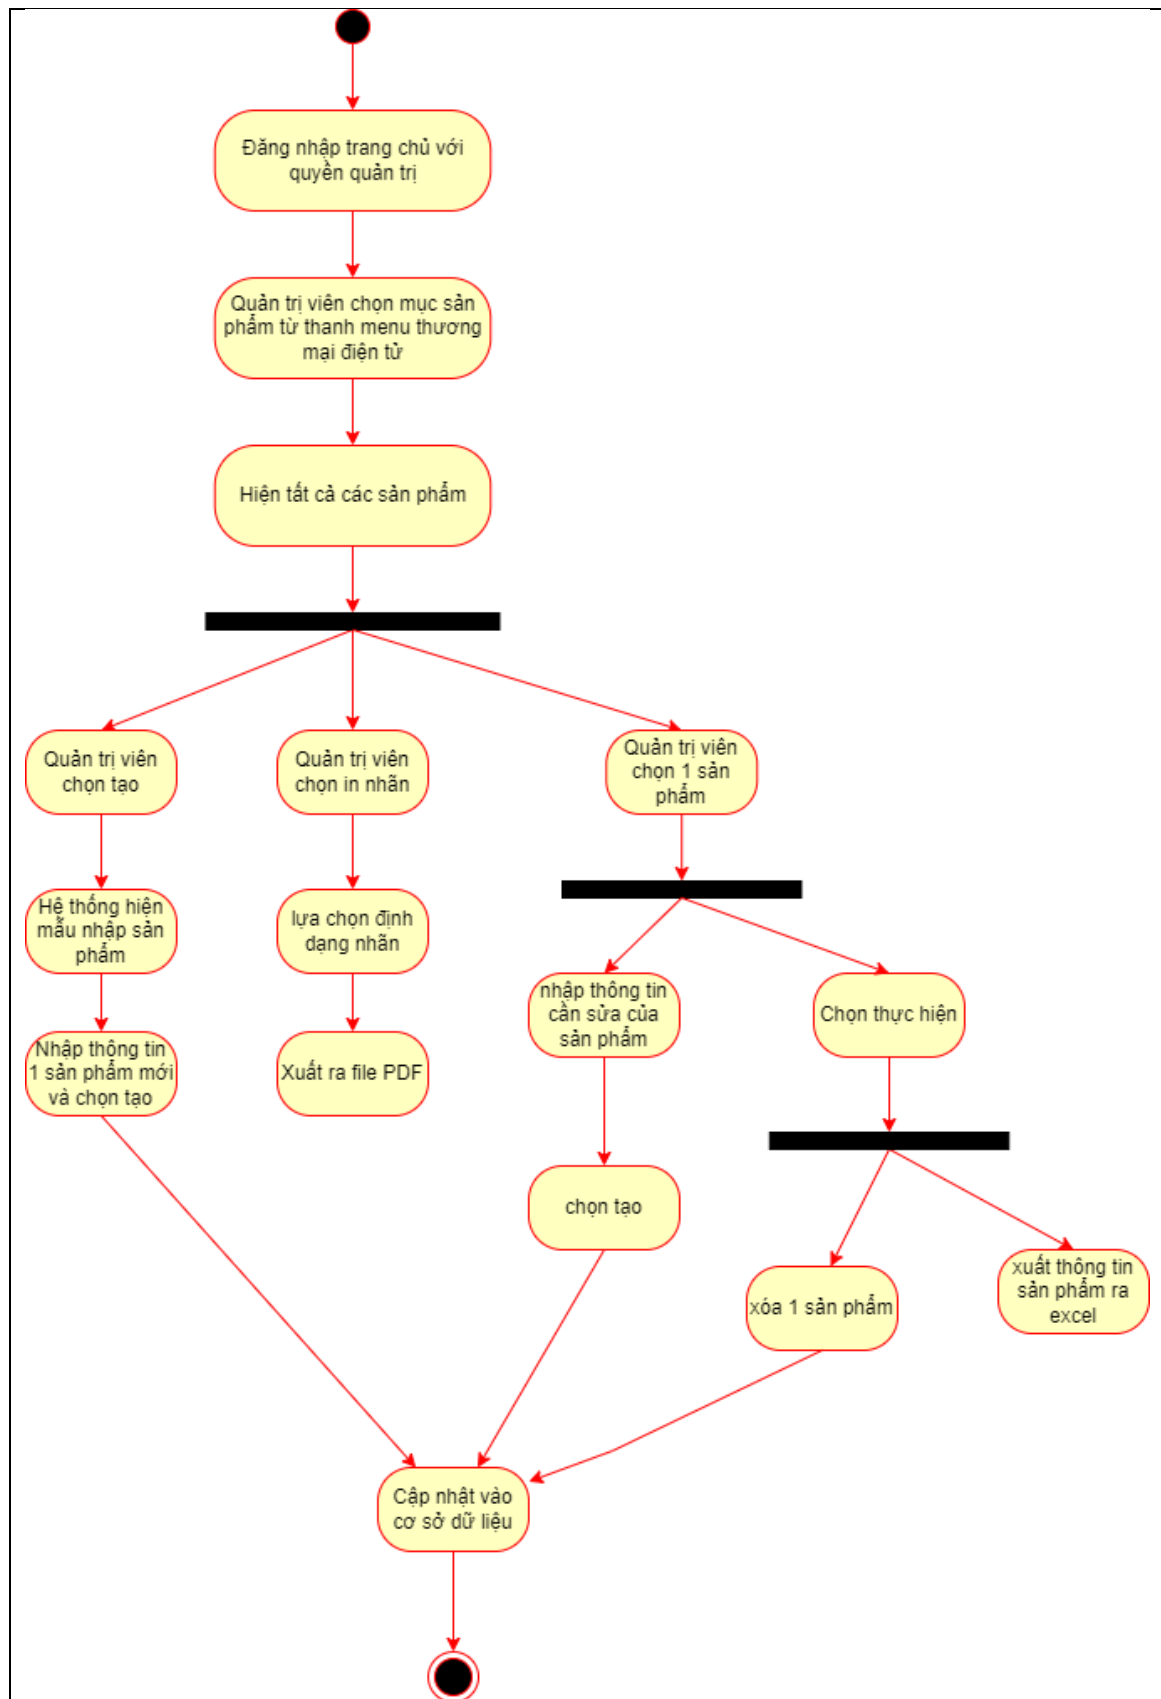 Đăng nhập trang chủ với
quyền quản trị
Quản trị viên chọn mục sản
phẩm từ thanh menu thương
mại điện tử
Hiện tất cả các sản phẩm
Quản trị viên
chọn tạo
Quản trị viên
chọn in nhãn
Quản trị viên
chọn 1 sản
phẩm
Hệ thống hiện
mẫu nhập sản
phẩm
lựa chọn định
dạng nhãn
nhập thông tin
cần sửa của
sản phẩm
Chọn thực hiện
Nhập thông tin
1 sản phẩm mới
và chọn tạo
Xuất ra file PDF
chọn tạo
xóa 1 sản phẩm
xuất thông tin
sản phẩm ra
excel
Cập nhật vào
cơ sở dữ liệu